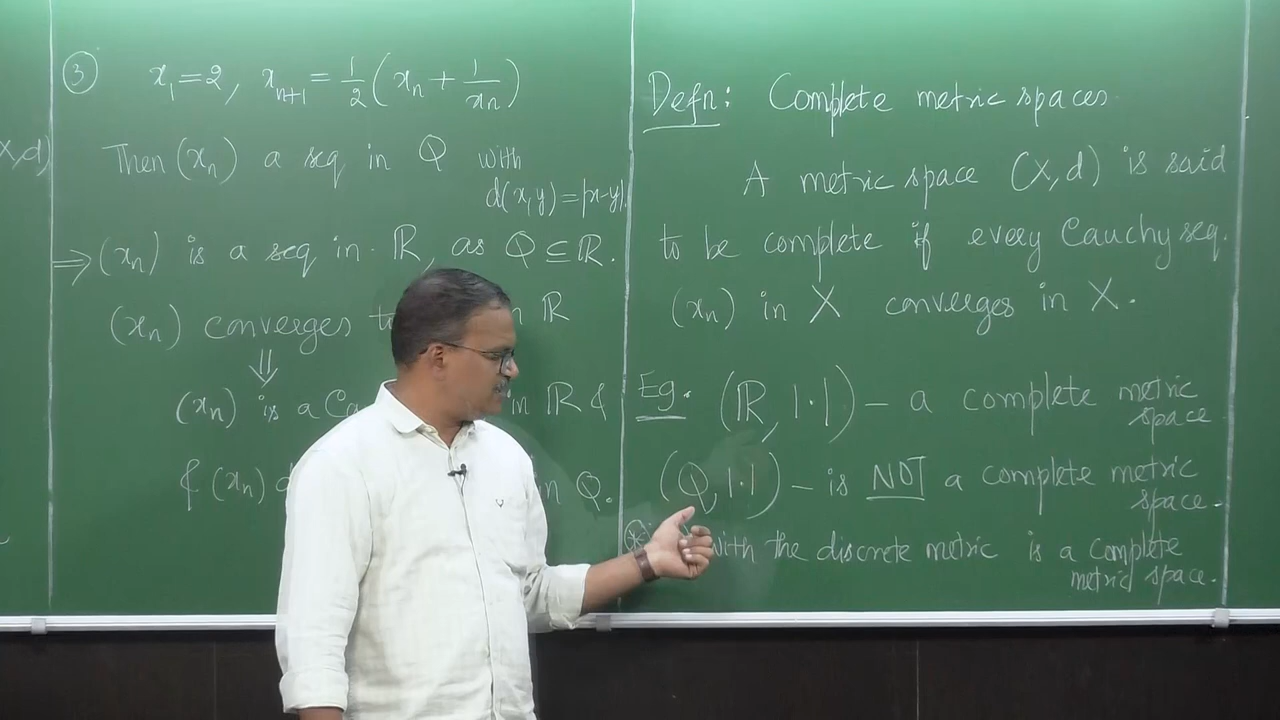 X,d)
③ x₁=2, xₙ₊₁ = 1/2 (xₙ + 1/xₙ)
Then (xₙ) a seq in Q with
d(x,y) = |x-y|.
⇒ (xₙ) is a seq in R, as Q ⊆ R.
(xₙ) converges in R
⇓
(xₙ) is a in R &
& (xₙ) in Q.
Defn: Complete metric spaces.
A metric space (X,d) is said
to be complete if every Cauchy seq.
(xₙ) in X converges in X.
Eg. (R, |·|) – a complete metric
space.
(Q, |·|) – is NOT a complete metric
space.
with the discrete metric is a complete
metric space.